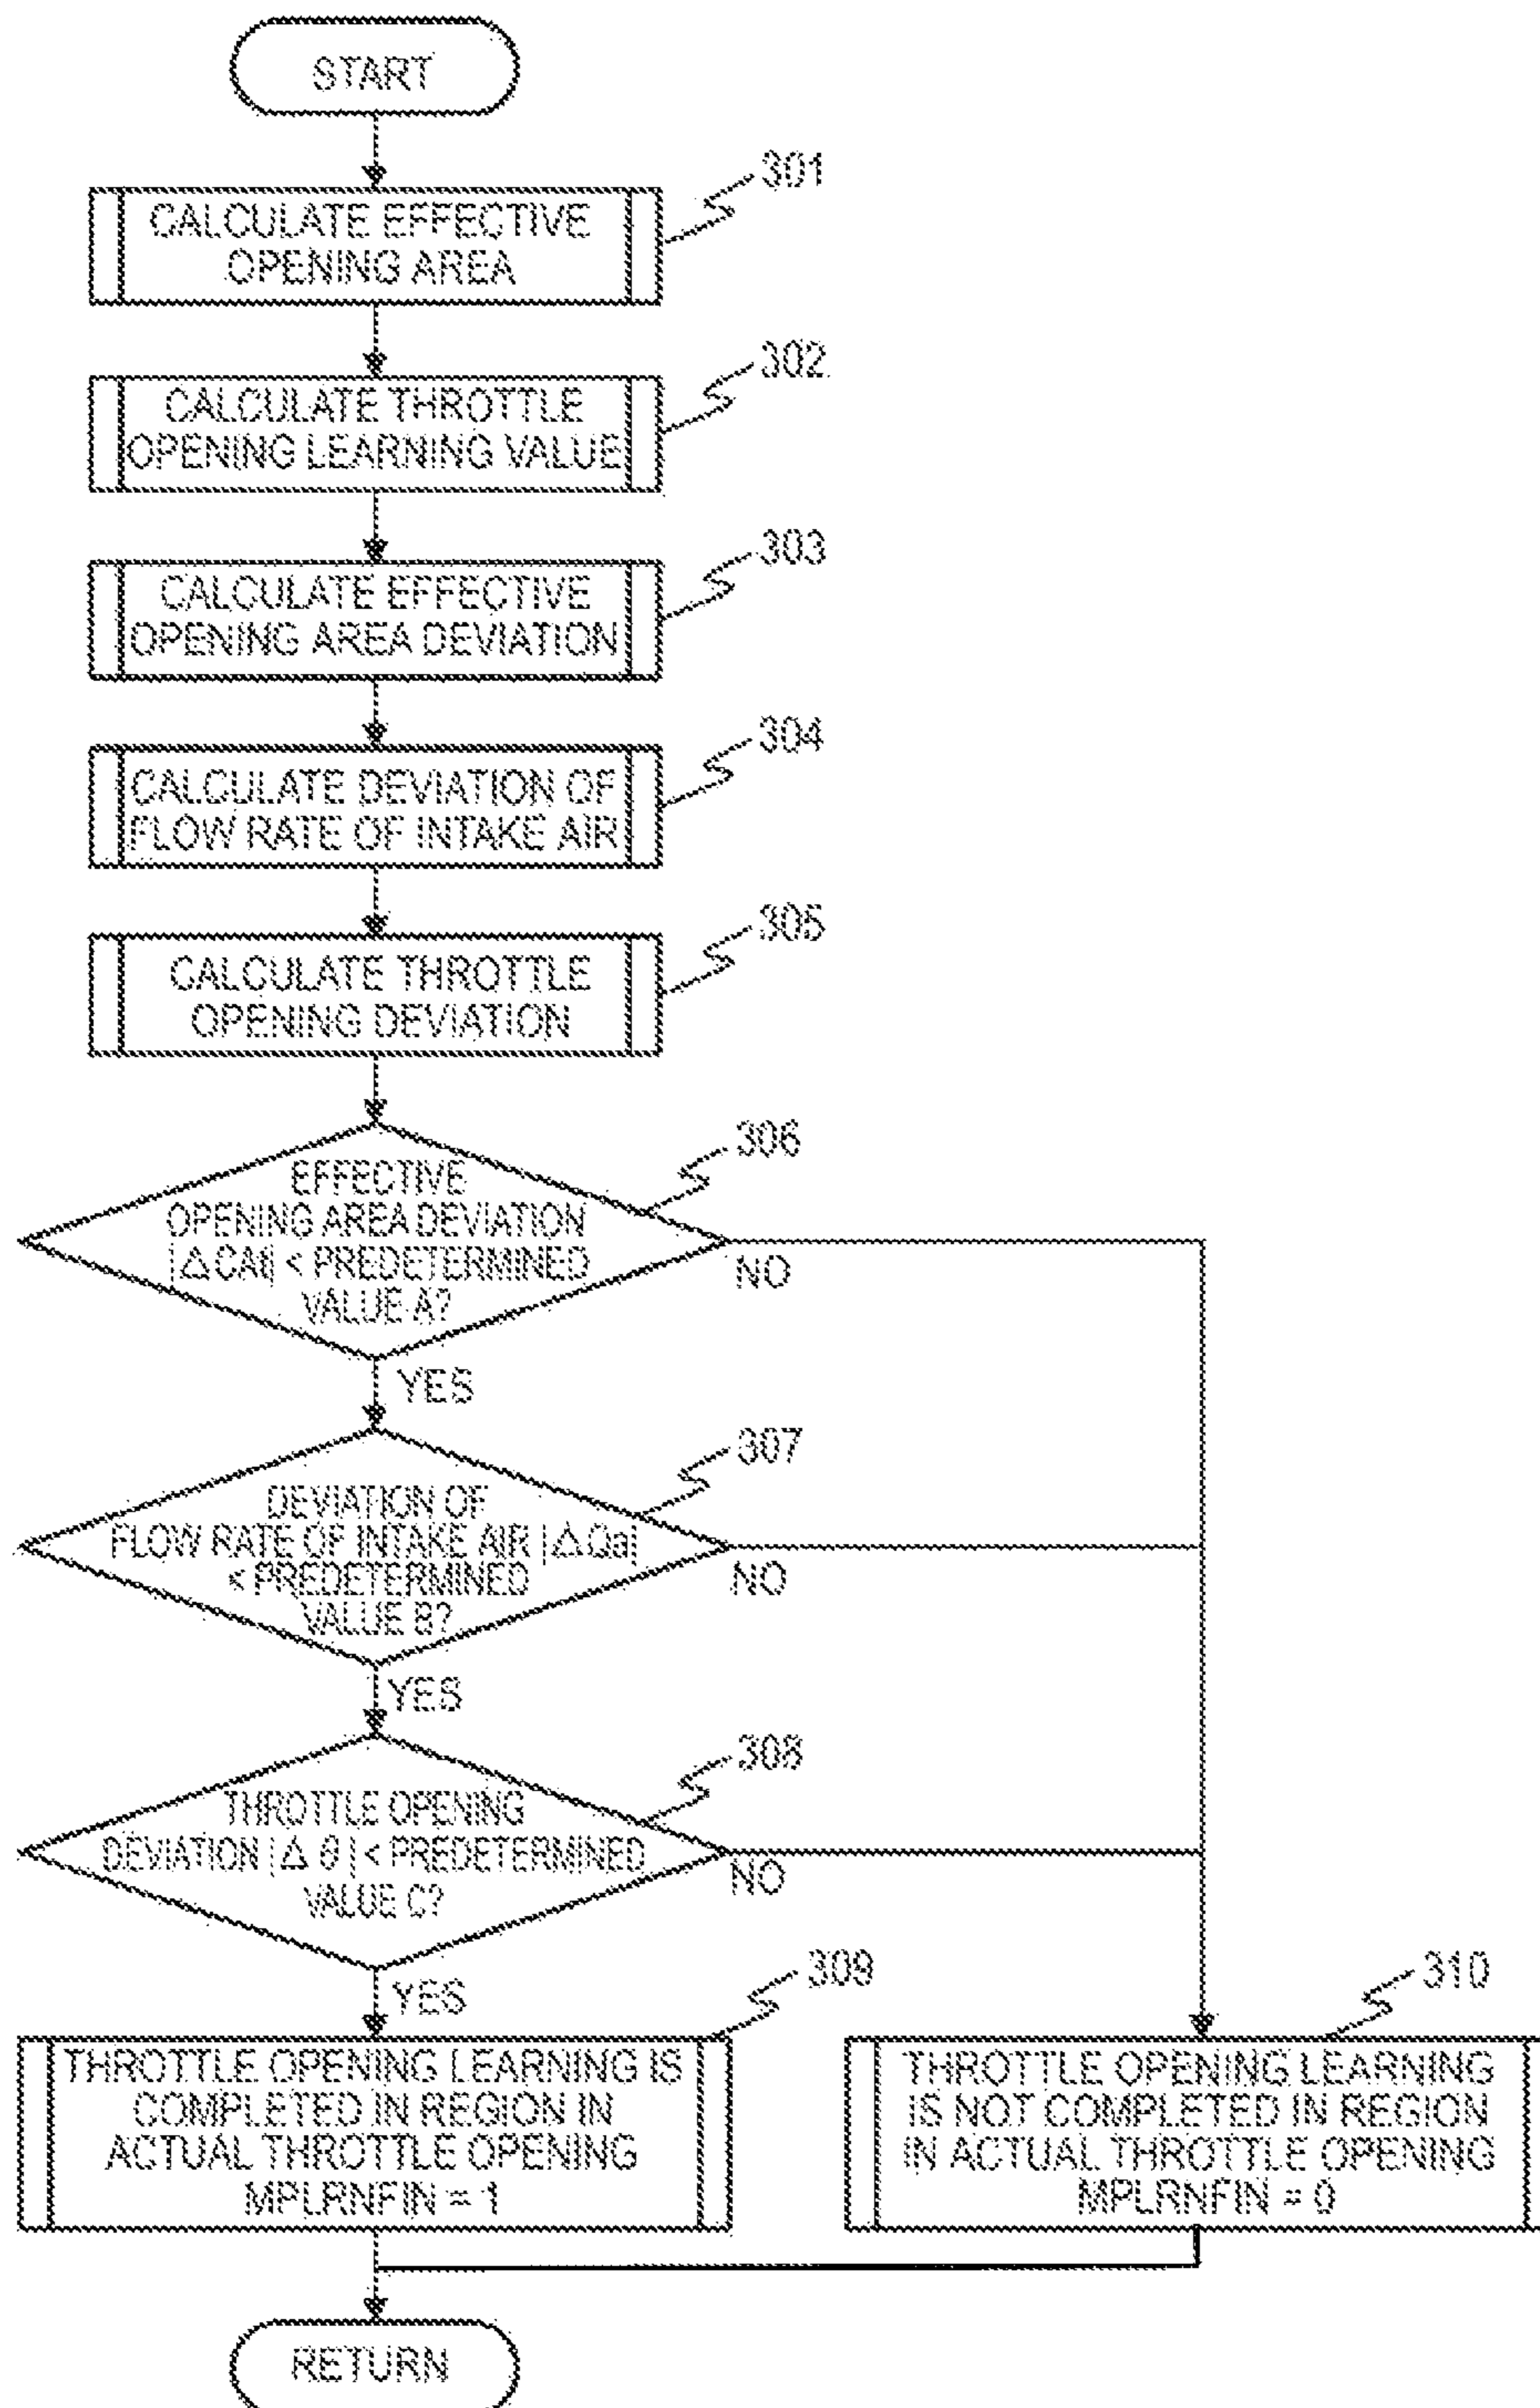 START
301
CALCULATE EFFECTIVE
OPENING AREA
302
CALCULATE THROTTLE
OPENING LEARNING VALUE
303
CALCULATE EFFECTIVE
OPENING AREA DEVIATION
304
CALCULATE DEVIATION OF
FLOW RATE OF INTAKE AIR
305
CALCULATE THROTTLE
OPENING DEVIATION
306
EFFECTIVE
OPENING AREA DEVIATION
|△CAt| < PREDETERMINED
VALUE A?
NO
YES
307
DEVIATION OF
FLOW RATE OF INTAKE AIR |△Qa|
< PREDETERMINED
VALUE B?
NO
YES
308
THROTTLE OPENING
DEVIATION |△ θ| < PREDETERMINED
VALUE C?
NO
YES
309
THROTTLE OPENING LEARNING IS
COMPLETED IN REGION IN
ACTUAL THROTTLE OPENING
MPLRNFIN = 1
310
THROTTLE OPENING LEARNING
IS NOT COMPLETED IN REGION
IN ACTUAL THROTTLE OPENING
MPLRNFIN = 0
RETURN